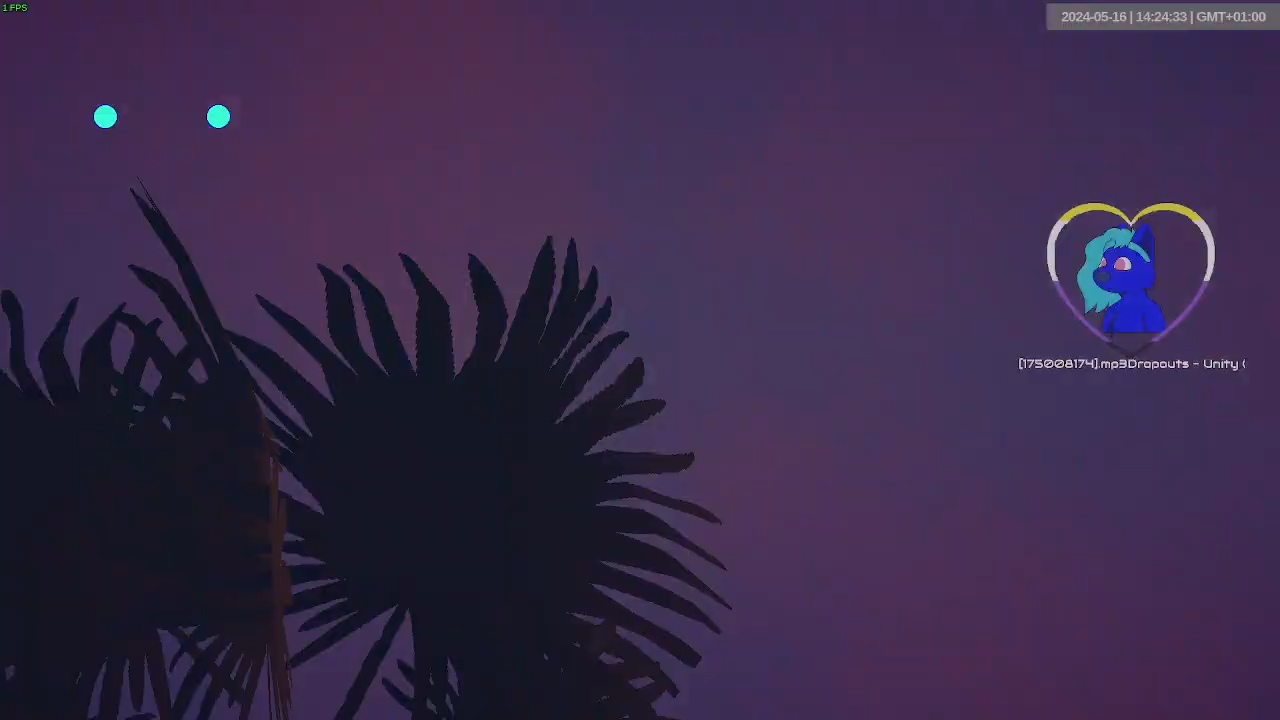 1 FPS
2024-05-16 | 14:24:33 | GMT+01:00
[175008174].mp3Dropouts - Unity (